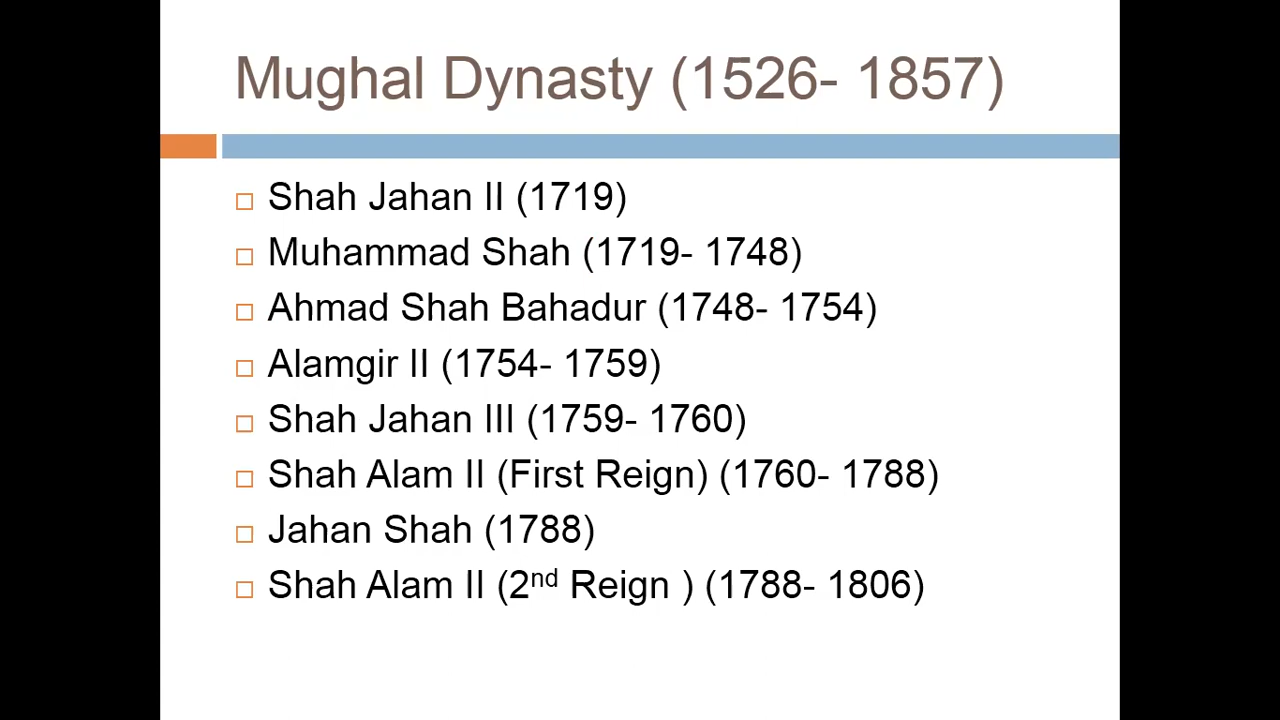 Mughal Dynasty (1526- 1857)
Shah Jahan II (1719)
Muhammad Shah (1719- 1748)
Ahmad Shah Bahadur (1748- 1754)
Alamgir II (1754- 1759)
Shah Jahan III (1759- 1760)
Shah Alam II (First Reign) (1760- 1788)
Jahan Shah (1788)
Shah Alam II (2nd Reign ) (1788- 1806)